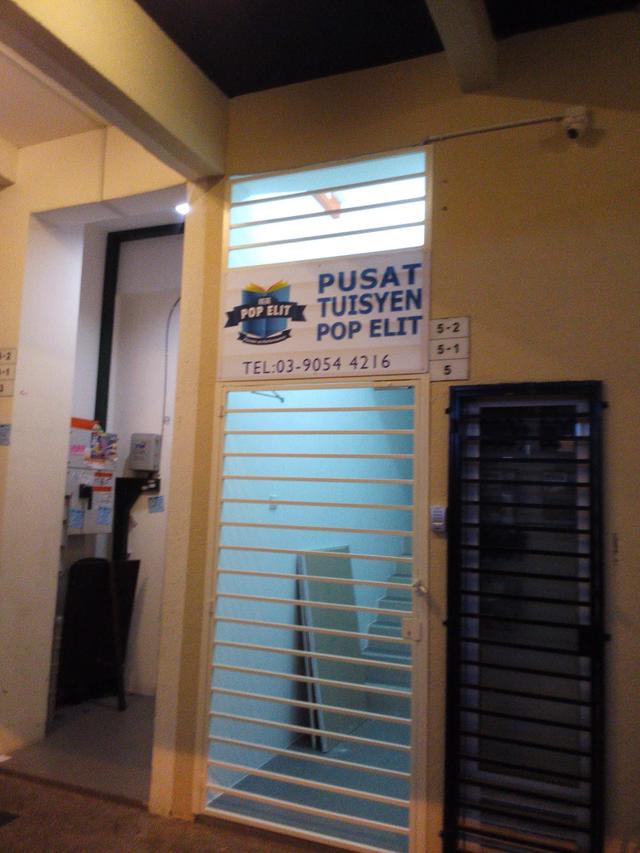 POP ELIT
PUSAT
TUISYEN
POP ELIT
TEL:03-9054 4216
5-2
5-1
5